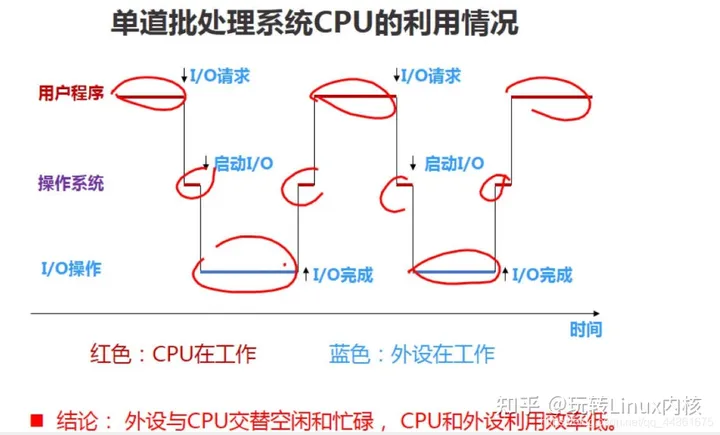 单道批处理系统CPU的利用情况
I/O请求
I/O请求
用户程序
启动I/O
启动I/O
操作系统
I/O操作
I/O完成
I/O完成
时间
红色：CPU在工作
蓝色：外设在工作
知乎 @玩转Linux内核
结论： 外设与CPU交替空闲和忙碌， CPU和外设利用效率低。